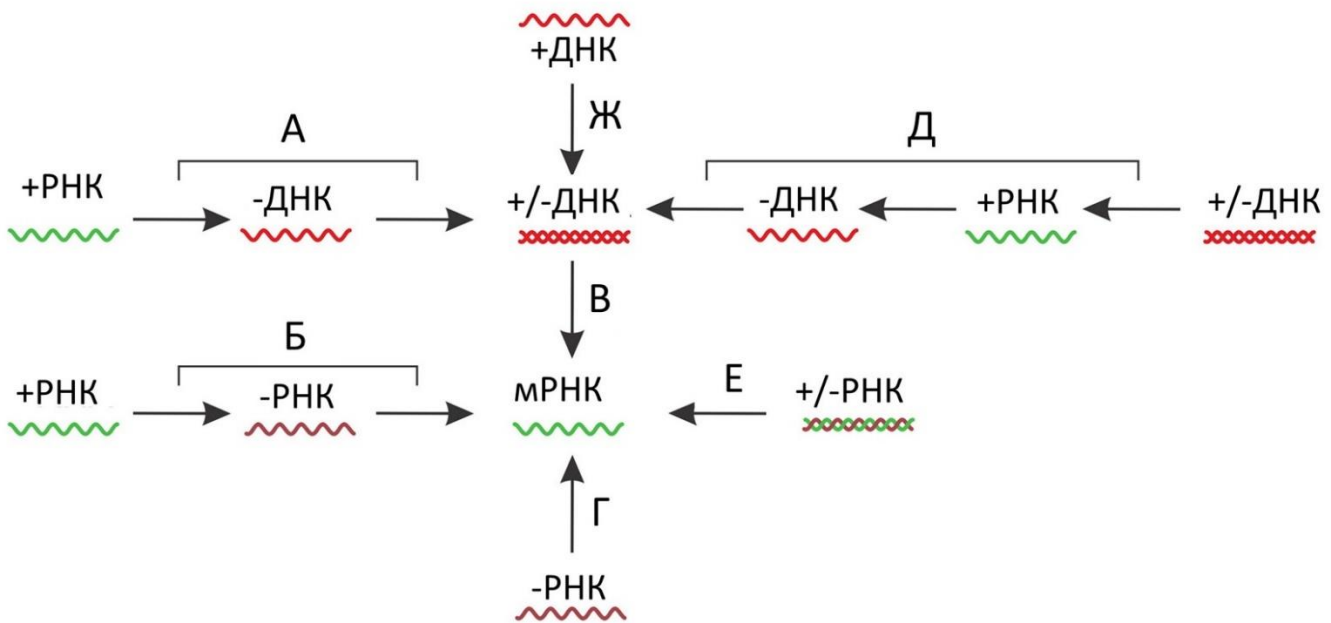 +ДНК
Ж
А
Д
+РНК
-ДНК
+/-ДНК
-ДНК
+РНК
+/-ДНК
В
Б
+РНК
-РНК
мРНК
Е
+/-РНК
Г
-РНК